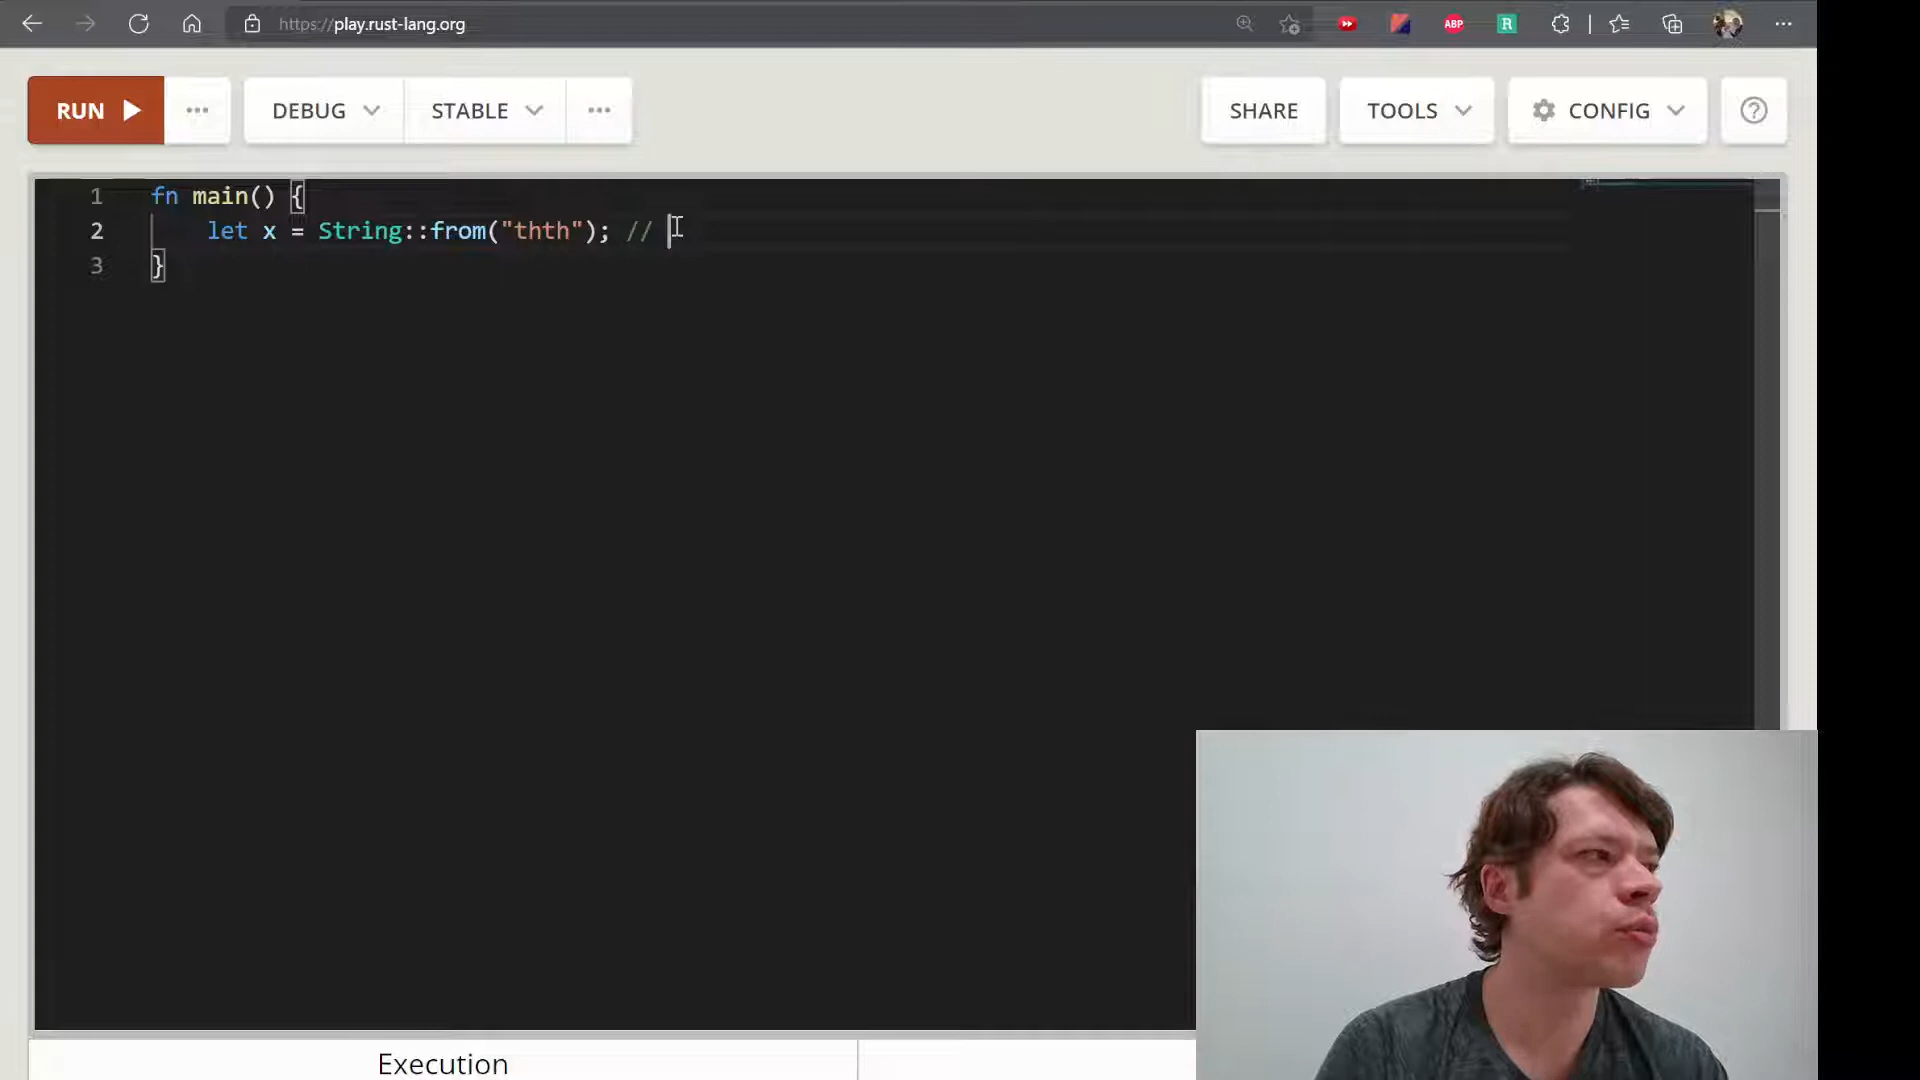 https://play.rust-lang.org
ABP
R
RUN
DEBUG
STABLE
SHARE
TOOLS
CONFIG
1 fn main() {
2 let x = String::from("thth"); //
3 }
Execution